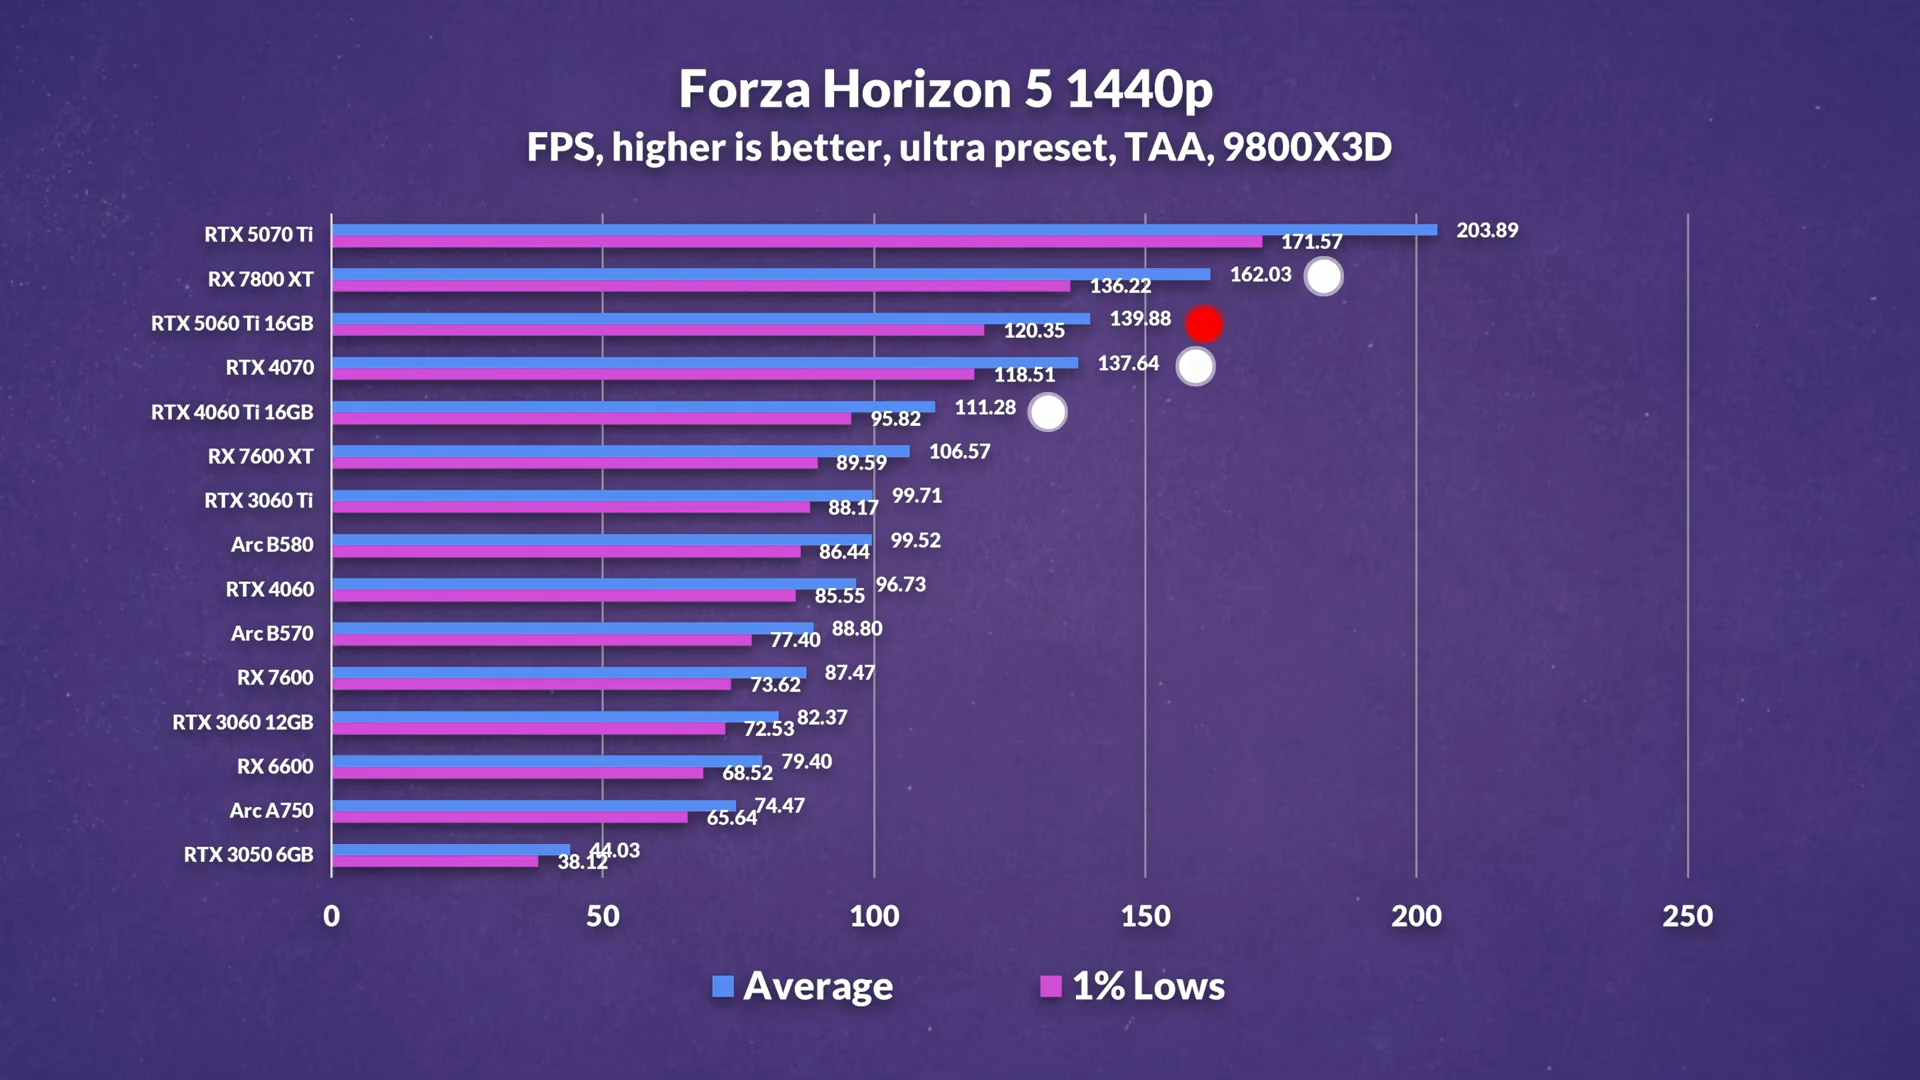 Forza Horizon 5 1440p
FPS, higher is better, ultra preset, TAA, 9800X3D
RTX 5070 Ti 203.89
171.57
RX 7800 XT 162.03
136.22
RTX 5060 Ti 16GB 139.88
120.35
RTX 4070 137.64
118.51
RTX 4060 Ti 16GB 111.28
95.82
RX 7600 XT 106.57
89.59
RTX 3060 Ti 99.71
88.17
Arc B580 99.52
86.44
RTX 4060 96.73
85.55
Arc B570 88.80
77.40
RX 7600 87.47
73.62
RTX 3060 12GB 82.37
72.53
RX 6600 79.40
68.52
Arc A750 74.47
65.64
RTX 3050 6GB 44.03
38.12
0 50 100 150 200 250
Average 1% Lows